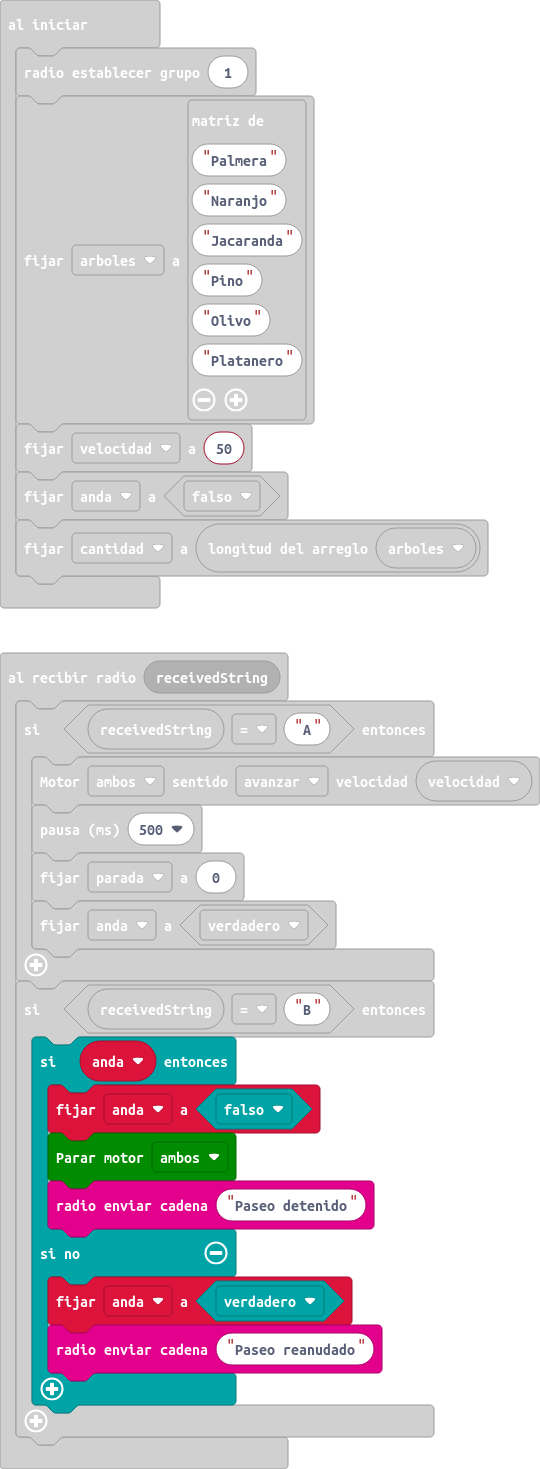 al iniciar
radio establecer grupo 1
matriz de
"Palmera"
"Naranjo"
"Jacaranda"
"Pino"
fijar arboles a
"Olivo"
"Platanero"
fijar velocidad a 50
fijar anda a falso
fijar cantidad a longitud del arreglo arboles
al recibir radio receivedString
si receivedString = "A" entonces
Motor ambos sentido avanzar velocidad velocidad
pausa (ms) 500
fijar parada a 0
fijar anda a verdadero
si receivedString = "B" entonces
si anda entonces
fijar anda a falso
Parar motor ambos
radio enviar cadena "Paseo detenido"
si no
fijar anda a verdadero
radio enviar cadena "Paseo reanudado"